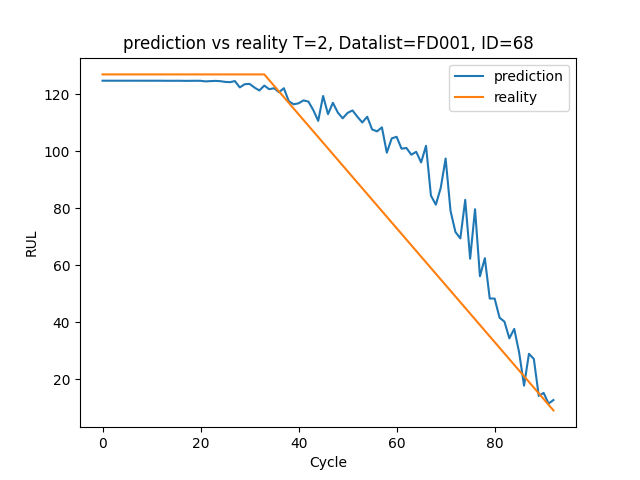 prediction vs reality T=2, Datalist=FD001, ID=68
prediction
reality
RUL
120
100
80
60
40
20
0 20 40 60 80
Cycle